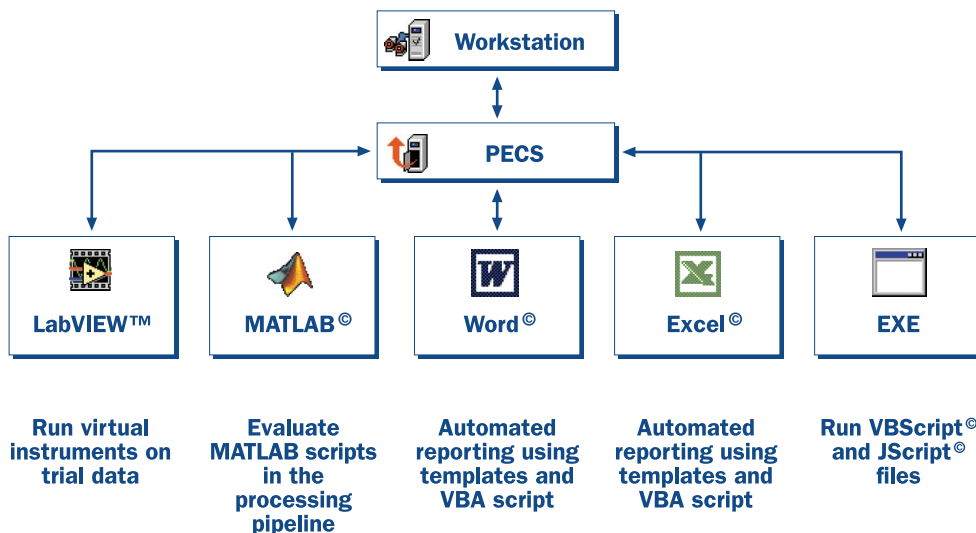 Workstation
PECS
LabVIEW™
MATLAB©
Word©
Excel©
EXE
Run virtual
instruments on
trial data
Evaluate
MATLAB scripts
in the
processing
pipeline
Automated
reporting using
templates and
VBA script
Automated
reporting using
templates and
VBA script
Run VBScript©
and JScript©
files